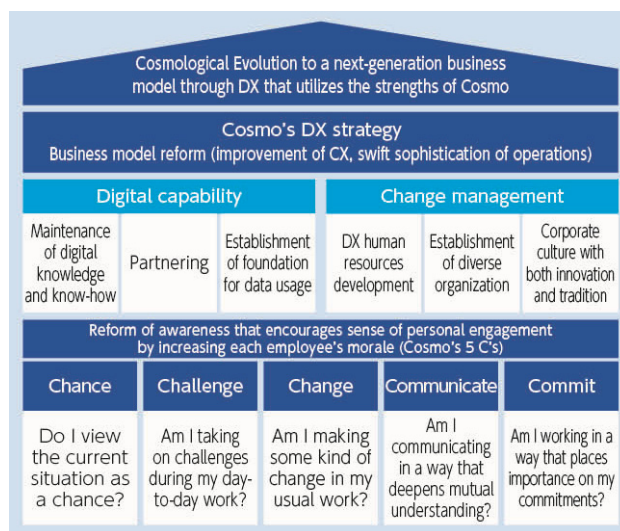 Cosmological Evolution to a next-generation business
model through DX that utilizes the strengths of Cosmo
Cosmo's DX strategy
Business model reform (improvement of CX, swift sophistication of operations)
Digital capability
Maintenance
of digital
knowledge
and know-how
Partnering
Establishment
of foundation
for data usage
Change management
DX human
resources
development
Establishment
of diverse
organization
Corporate
culture with
both innovation
and tradition
Reform of awareness that encourages sense of personal engagement
by increasing each employee's morale (Cosmo's 5 C's)
Chance
Do I view
the current
situation as
a chance?
Challenge
Am I taking
on challenges
during my day-
to-day work?
Change
Am I making
some kind of
change in my
usual work?
Communicate
Am I
communicating
in a way that
deepens mutual
understanding?
Commit
Am I working in a
way that places
importance on my
commitments?